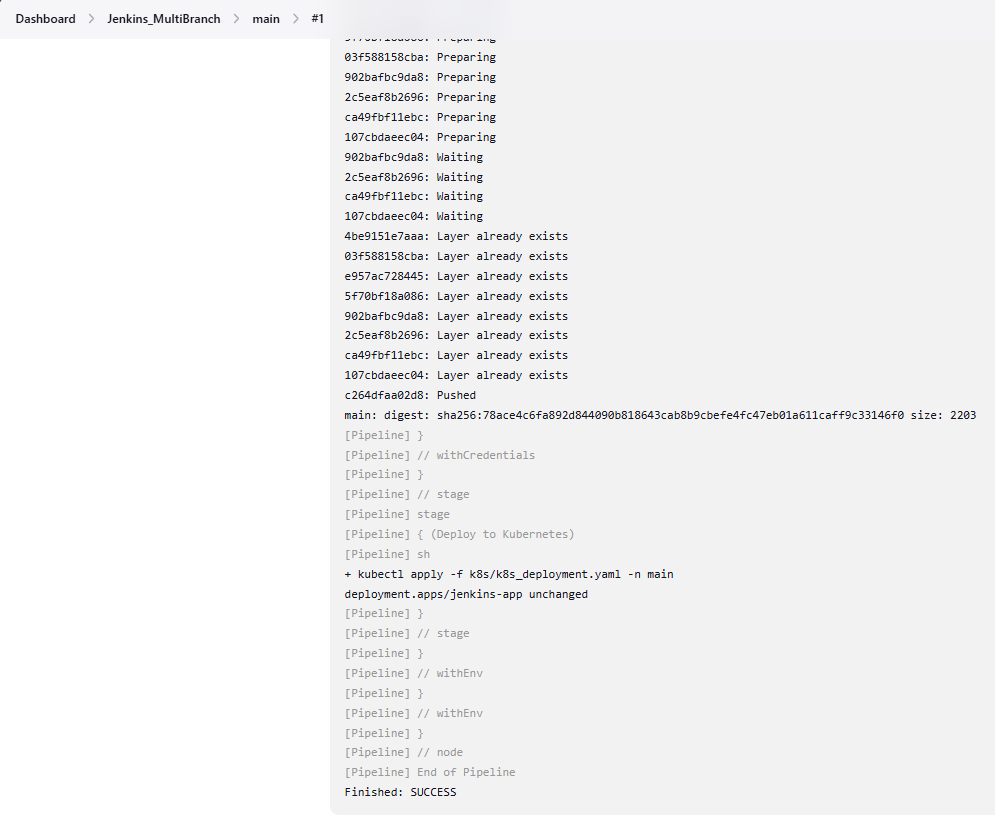 Dashboard > Jenkins_MultiBranch > main > #1
5f70bf18a086: Preparing
03f588158cba: Preparing
902bafbc9da8: Preparing
2c5eaf8b2696: Preparing
ca49fbf11ebc: Preparing
107cbdaeec04: Preparing
902bafbc9da8: Waiting
2c5eaf8b2696: Waiting
ca49fbf11ebc: Waiting
107cbdaeec04: Waiting
4be9151e7aaa: Layer already exists
03f588158cba: Layer already exists
e957ac728445: Layer already exists
5f70bf18a086: Layer already exists
902bafbc9da8: Layer already exists
2c5eaf8b2696: Layer already exists
ca49fbf11ebc: Layer already exists
107cbdaeec04: Layer already exists
c264dfaa02d8: Pushed
main: digest: sha256:78ace4c6fa892d844090b818643cab8b9cbefe4fc47eb01a611caff9c33146f0 size: 2203
[Pipeline] }
[Pipeline] // withCredentials
[Pipeline] }
[Pipeline] // stage
[Pipeline] stage
[Pipeline] { (Deploy to Kubernetes)
[Pipeline] sh
+ kubectl apply -f k8s/k8s_deployment.yaml -n main
deployment.apps/jenkins-app unchanged
[Pipeline] }
[Pipeline] // stage
[Pipeline] }
[Pipeline] // withEnv
[Pipeline] }
[Pipeline] // withEnv
[Pipeline] }
[Pipeline] // node
[Pipeline] End of Pipeline
Finished: SUCCESS